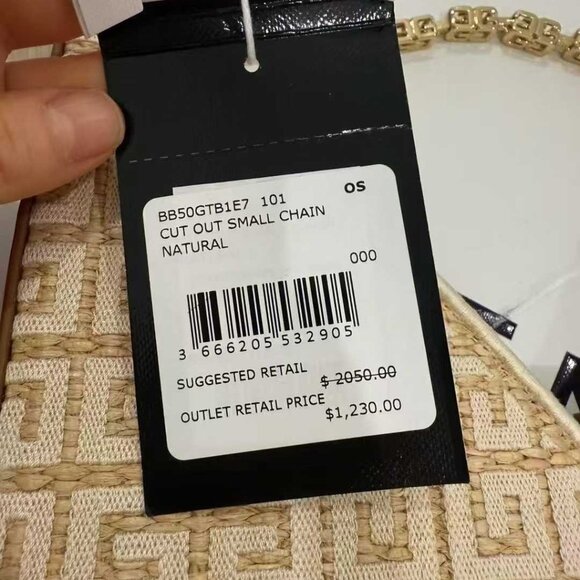 BB50GTB1E7 101 OS
CUT OUT SMALL CHAIN
NATURAL
000
3 666205 532905
SUGGESTED RETAIL $ 2050.00
OUTLET RETAIL PRICE $1,230.00